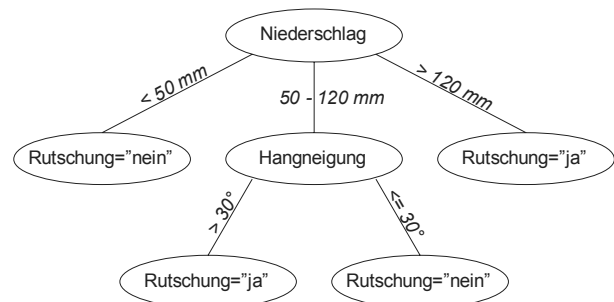 Niederschlag
< 50 mm
50 - 120 mm
> 120 mm
Rutschung="nein"
Hangneigung
Rutschung="ja"
> 30°
<= 30°
Rutschung="ja"
Rutschung="nein"